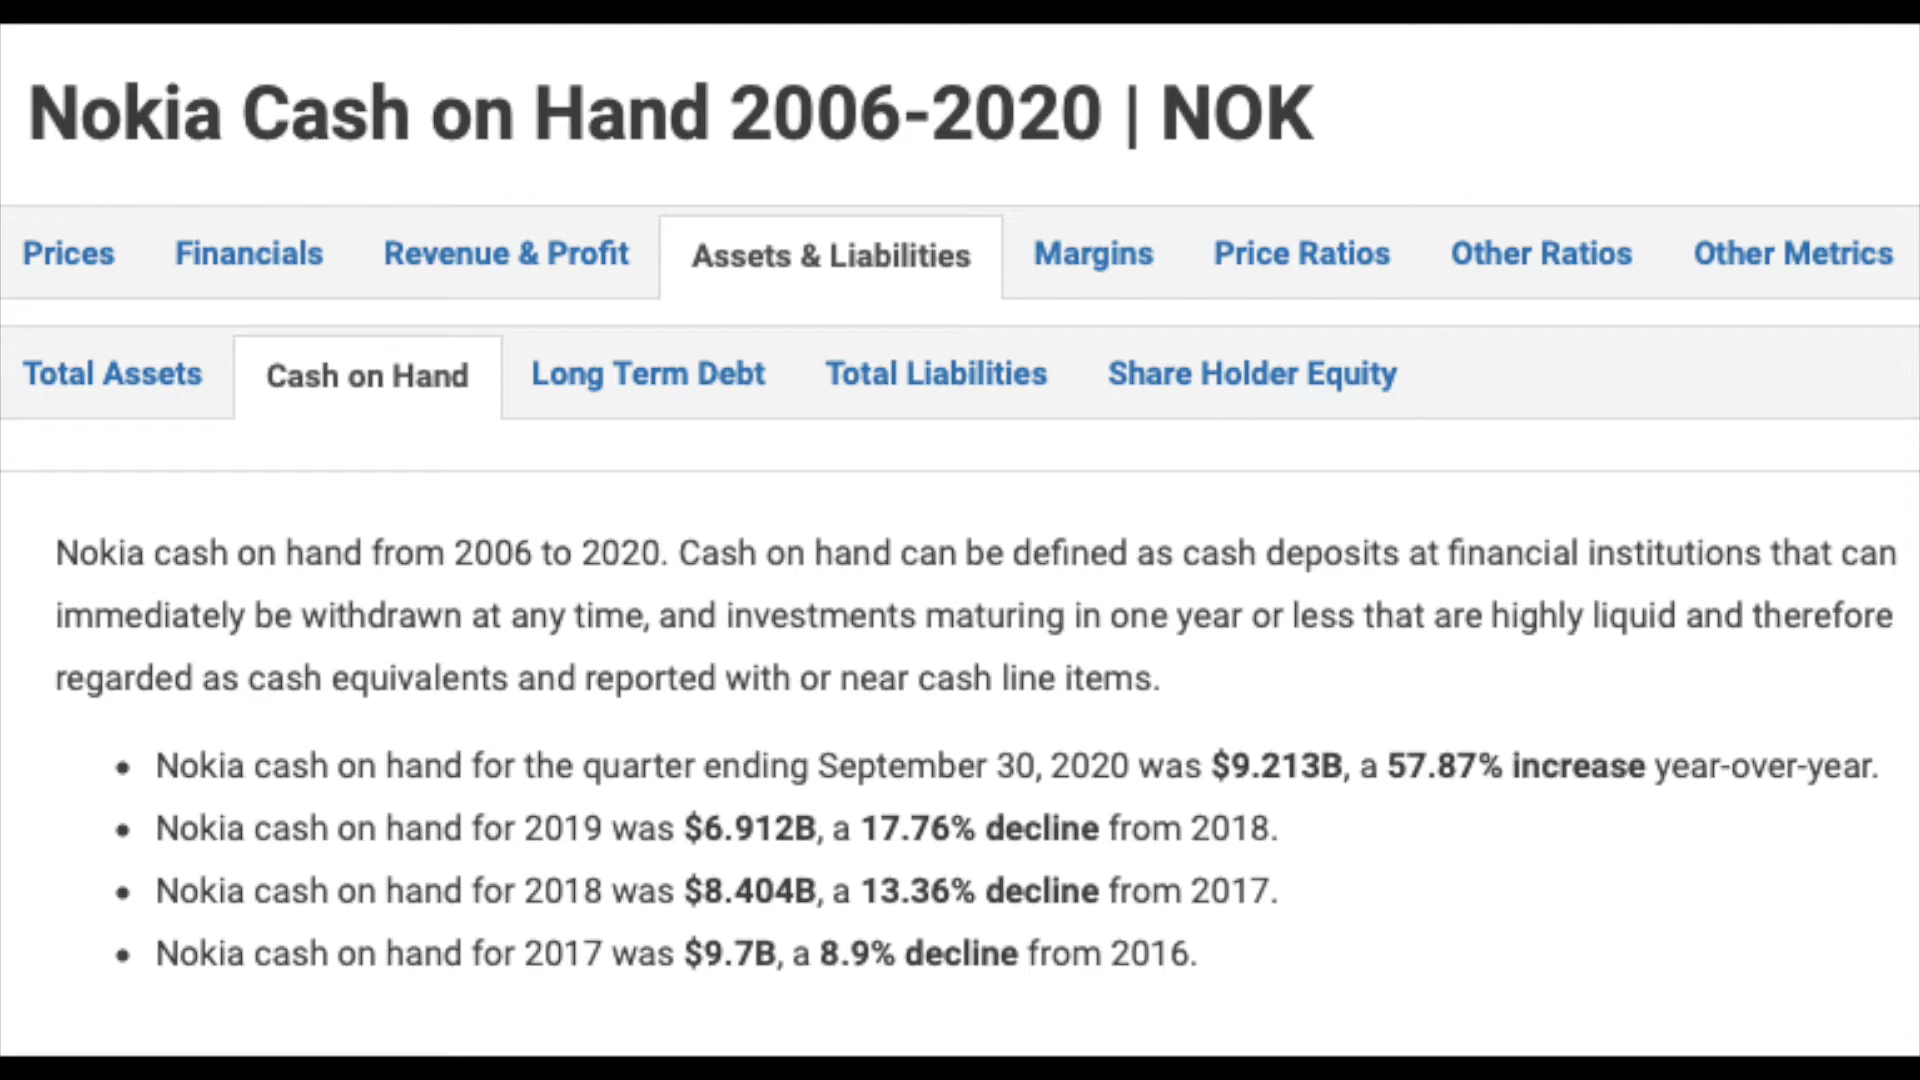 Nokia Cash on Hand 2006-2020 | NOK
Prices Financials Revenue & Profit Assets & Liabilities Margins Price Ratios Other Ratios Other Metrics
Total Assets Cash on Hand Long Term Debt Total Liabilities Share Holder Equity
Nokia cash on hand from 2006 to 2020. Cash on hand can be defined as cash deposits at financial institutions that can
immediately be withdrawn at any time, and investments maturing in one year or less that are highly liquid and therefore
regarded as cash equivalents and reported with or near cash line items.
• Nokia cash on hand for the quarter ending September 30, 2020 was $9.213B, a 57.87% increase year-over-year.
• Nokia cash on hand for 2019 was $6.912B, a 17.76% decline from 2018.
• Nokia cash on hand for 2018 was $8.404B, a 13.36% decline from 2017.
• Nokia cash on hand for 2017 was $9.7B, a 8.9% decline from 2016.